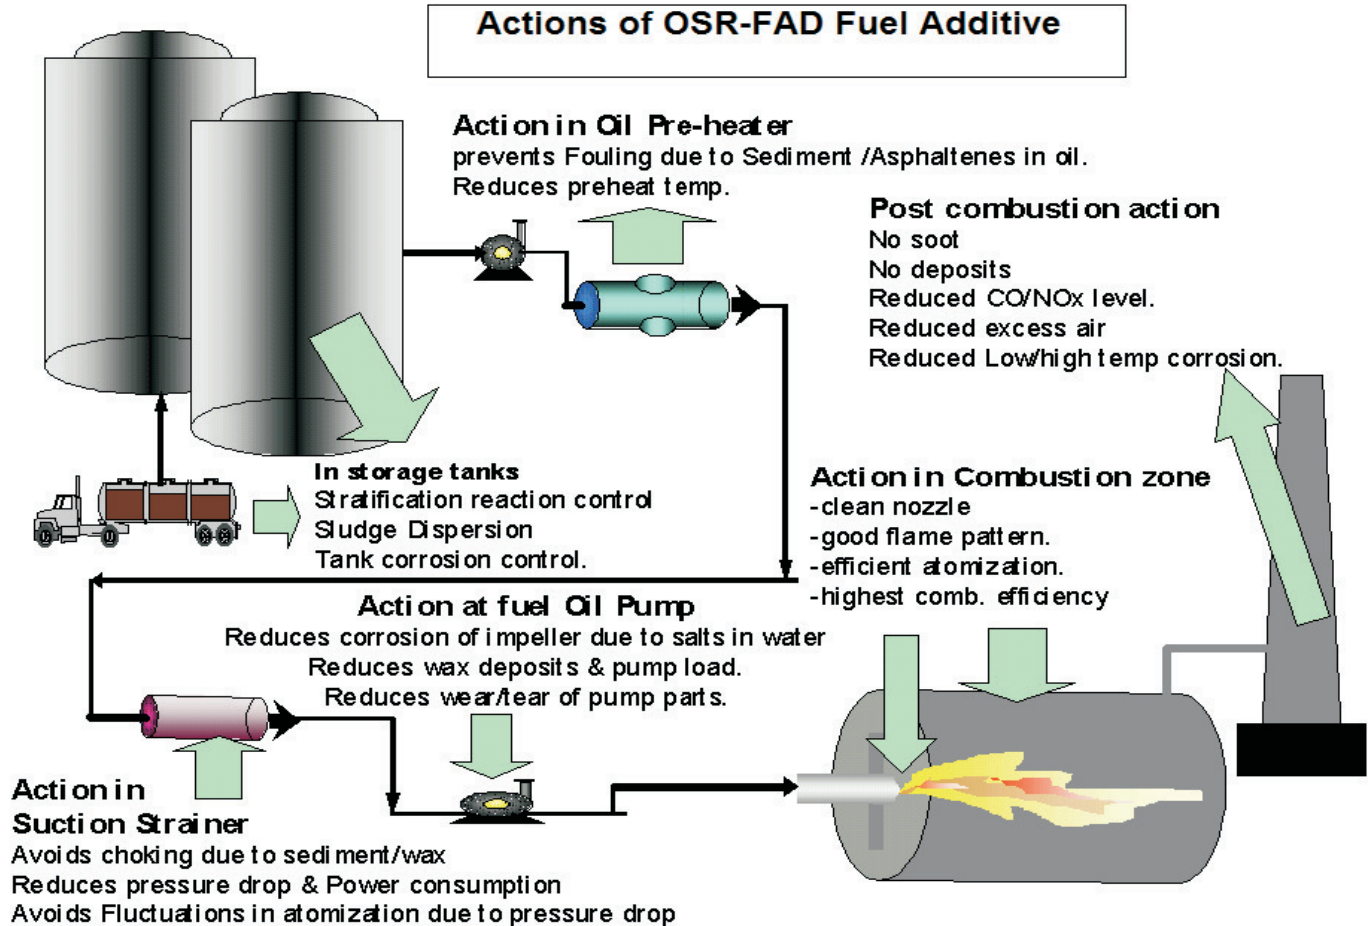 Actions of OSR-FAD Fuel Additive
Action in Oil Pre-heater
prevents Fouling due to Sediment /Asphaltenes in oil.
Reduces preheat temp.
Post combustion action
No soot
No deposits
Reduced CO/NOx level.
Reduced excess air
Reduced Low/high temp corrosion.
In storage tanks
Stratification reaction control
Sludge Dispersion
Tank corrosion control.
Action in Combustion zone
-clean nozzle
-good flame pattern.
-efficient atomization.
-highest comb. efficiency
Action at fuel Oil Pump
Reduces corrosion of impeller due to salts in water
Reduces wax deposits & pump load.
Reduces wear/tear of pump parts.
Action in
Suction Strainer
Avoids choking due to sediment/wax
Reduces pressure drop & Power consumption
Avoids Fluctuations in atomization due to pressure drop